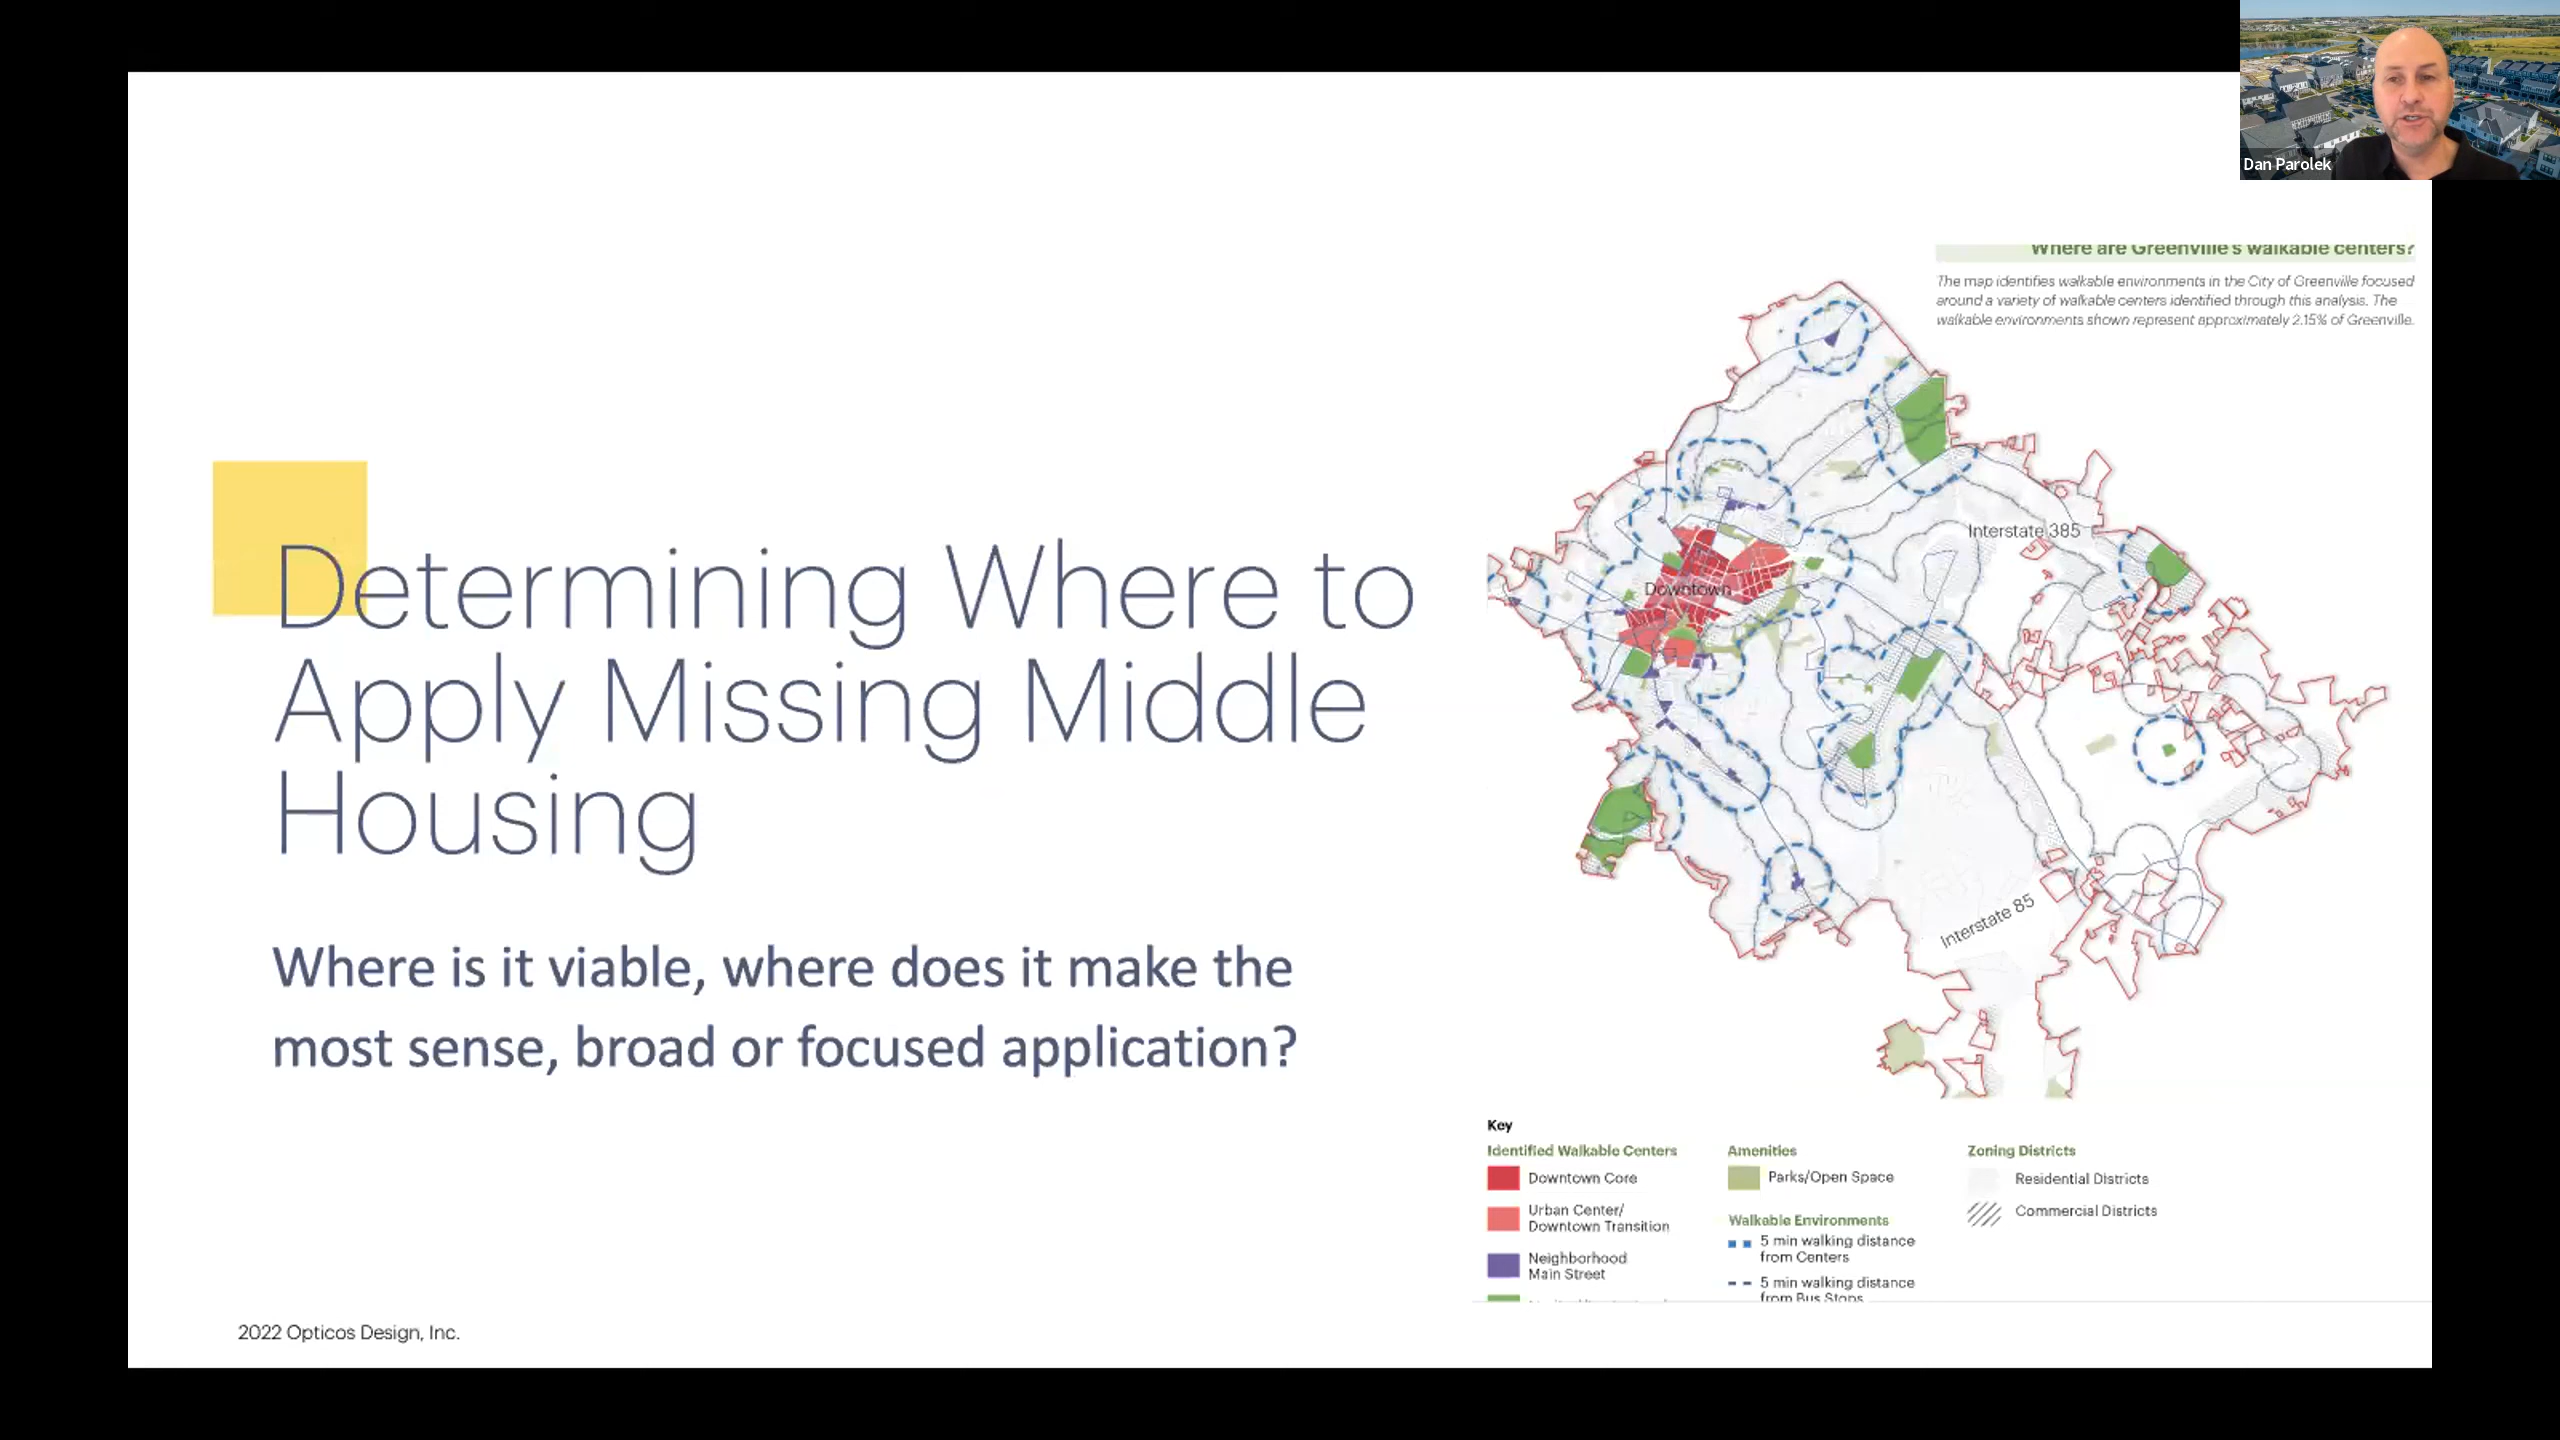 Dan Parolek
Where are Greenville's walkable centers?
The map identifies walkable environments in the City of Greenville focused
around a variety of walkable centers identified through this analysis. The
walkable environments shown represent approximately 2.15% of Greenville.
Determining Where to
Apply Missing Middle
Housing
Where is it viable, where does it make the
most sense, broad or focused application?
Interstate 385
Downtown
Interstate 85
Key
Identified Walkable Centers
Downtown Core
Urban Center/
Downtown Transition
Neighborhood
Main Street
Amenities
Parks/Open Space
Walkable Environments
5 min walking distance
from Centers
5 min walking distance
from Bus Stops
Zoning Districts
Residential Districts
Commercial Districts
2022 Opticos Design, Inc.